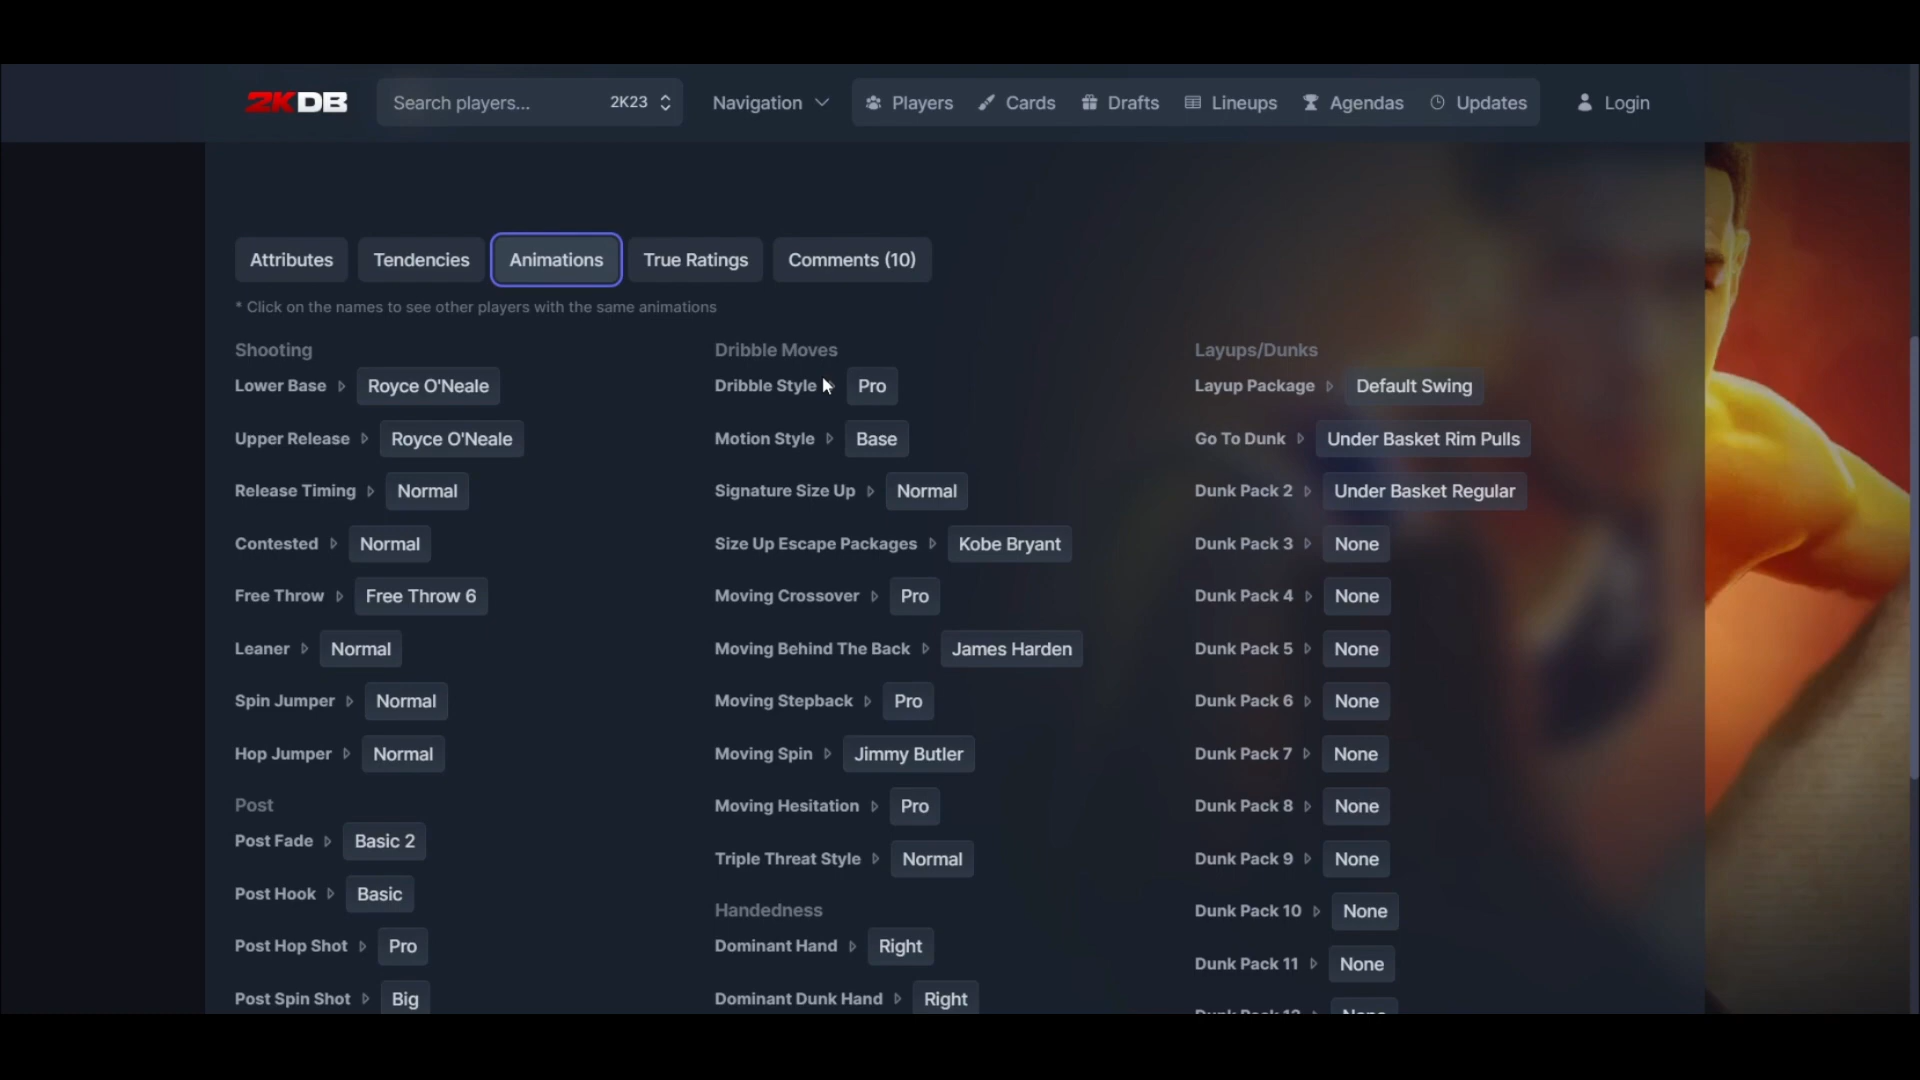 2KDB
Search players...
2K23
Navigation
Players
Cards
Drafts
Lineups
Agendas
Updates
Login
Attributes
Tendencies
Animations
True Ratings
Comments (10)
* Click on the names to see other players with the same animations
Shooting
Lower Base Royce O'Neale
Upper Release Royce O'Neale
Release Timing Normal
Contested Normal
Free Throw Free Throw 6
Leaner Normal
Spin Jumper Normal
Hop Jumper Normal
Post
Post Fade Basic 2
Post Hook Basic
Post Hop Shot Pro
Post Spin Shot Big
Dribble Moves
Dribble Style Pro
Motion Style Base
Signature Size Up Normal
Size Up Escape Packages Kobe Bryant
Moving Crossover Pro
Moving Behind The Back James Harden
Moving Stepback Pro
Moving Spin Jimmy Butler
Moving Hesitation Pro
Triple Threat Style Normal
Handedness
Dominant Hand Right
Dominant Dunk Hand Right
Layups/Dunks
Layup Package Default Swing
Go To Dunk Under Basket Rim Pulls
Dunk Pack 2 Under Basket Regular
Dunk Pack 3 None
Dunk Pack 4 None
Dunk Pack 5 None
Dunk Pack 6 None
Dunk Pack 7 None
Dunk Pack 8 None
Dunk Pack 9 None
Dunk Pack 10 None
Dunk Pack 11 None